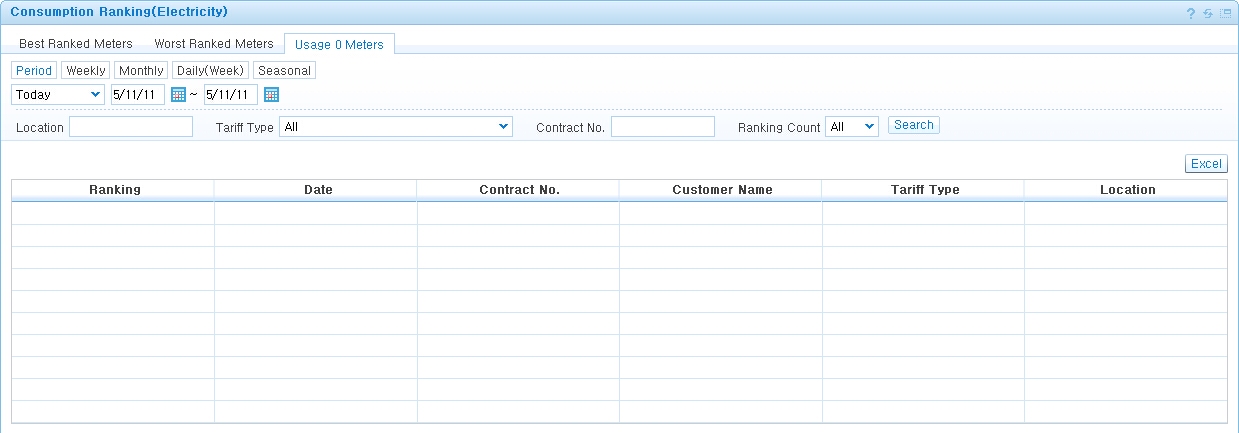 Consumption Ranking(Electricity)
?
Best Ranked Meters Worst Ranked Meters Usage 0 Meters
Period Weekly Monthly Daily(Week) Seasonal
Today 5/11/11 ~ 5/11/11
Location Tariff Type All Contract No. Ranking Count All Search
Excel
Ranking Date Contract No. Customer Name Tariff Type Location